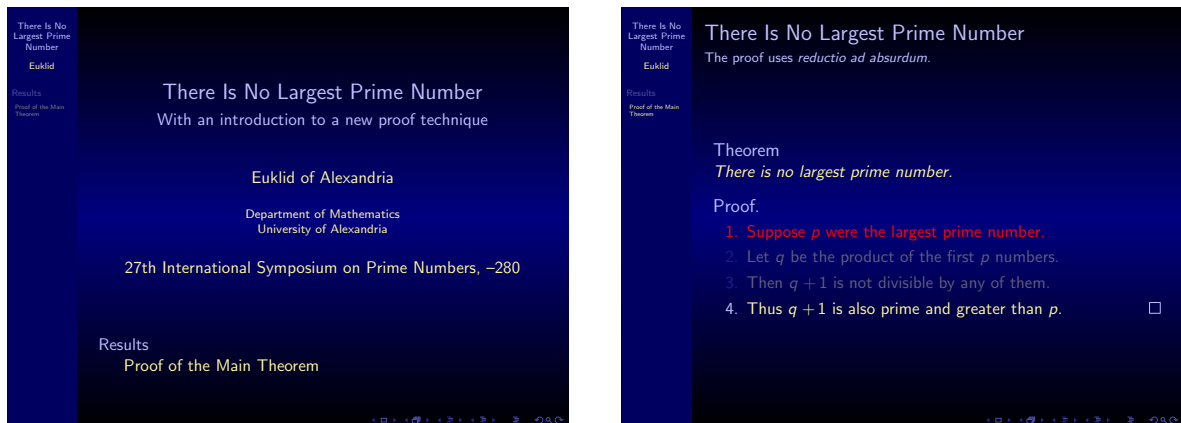 There Is No
Largest Prime
Number
Euklid
Results
Proof of the Main
Theorem
There Is No Largest Prime Number
With an introduction to a new proof technique
Euklid of Alexandria
Department of Mathematics
University of Alexandria
27th International Symposium on Prime Numbers, –280
Results
Proof of the Main Theorem
There Is No
Largest Prime
Number
Euklid
Results
Proof of the Main
Theorem
There Is No Largest Prime Number
The proof uses reductio ad absurdum.
Theorem
There is no largest prime number.
Proof.
1. Suppose p were the largest prime number.
2. Let q be the product of the first p numbers.
3. Then q + 1 is not divisible by any of them.
4. Thus q + 1 is also prime and greater than p.